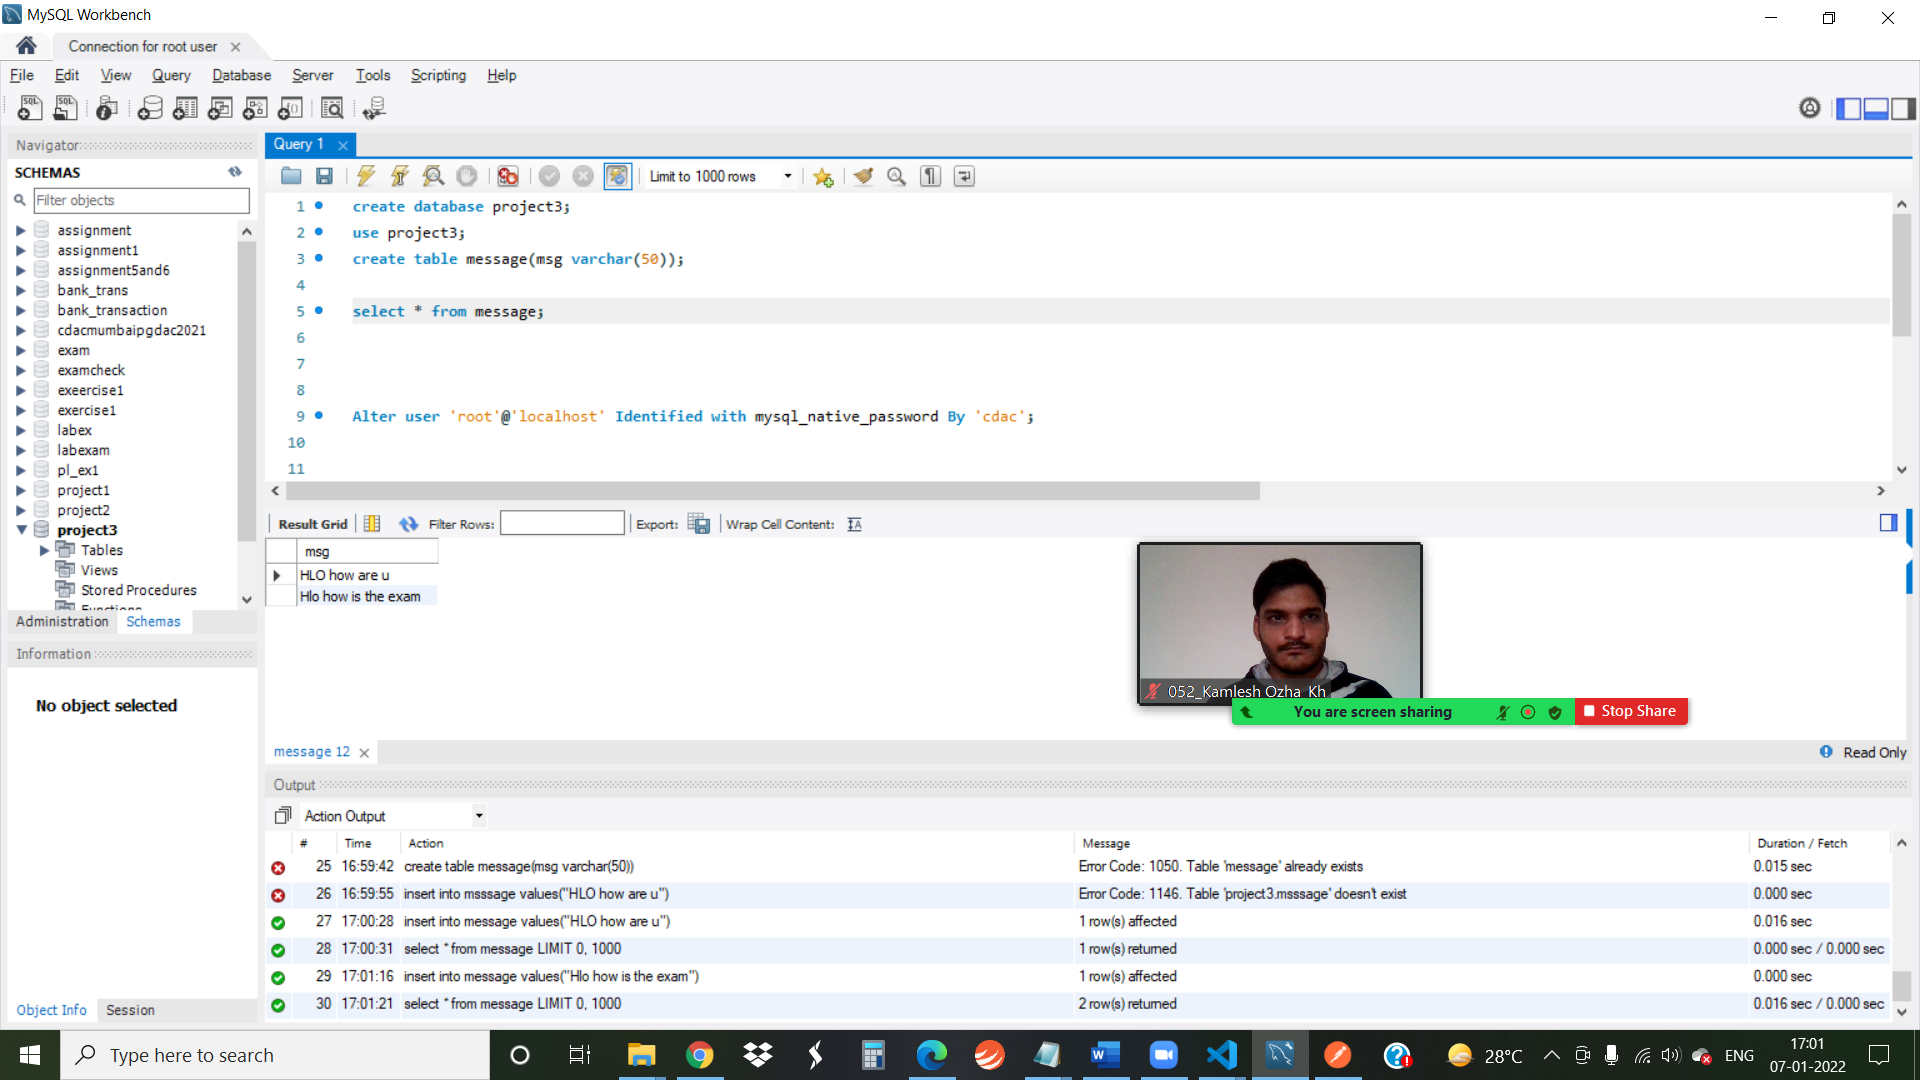 MySQL Workbench
Connection for root user
File Edit View Query Database Server Tools Scripting Help
Navigator
SCHEMAS
Filter objects
assignment
assignment1
assignment5and6
bank_trans
bank_transaction
cdacmumbaipgdac2021
exam
examcheck
exeercise1
exercise1
labex
labexam
pl_ex1
project1
project2
project3
Tables
Views
Stored Procedures
Functions
Administration Schemas
Information
No object selected
Object Info Session
Query 1
Limit to 1000 rows
1 create database project3;
2 use project3;
3 create table message(msg varchar(50));
4
5 select * from message;
6
7
8
9 Alter user 'root'@'localhost' Identified with mysql_native_password By 'cdac';
10
11
Result Grid Filter Rows: Export: Wrap Cell Content:
msg
HLO how are u
Hlo how is the exam
052_Kamlesh Ozha_Kh
You are screen sharing Stop Share
message 12 Read Only
Output
Action Output
# Time Action Message Duration / Fetch
25 16:59:42 create table message(msg varchar(50)) Error Code: 1050. Table 'message' already exists 0.015 sec
26 16:59:55 insert into msssage values("HLO how are u") Error Code: 1146. Table 'project3.msssage' doesn't exist 0.000 sec
27 17:00:28 insert into message values("HLO how are u") 1 row(s) affected 0.016 sec
28 17:00:31 select * from message LIMIT 0, 1000 1 row(s) returned 0.000 sec / 0.000 sec
29 17:01:16 insert into message values("Hlo how is the exam") 1 row(s) affected 0.000 sec
30 17:01:21 select * from message LIMIT 0, 1000 2 row(s) returned 0.016 sec / 0.000 sec
Type here to search
28°C ENG
17:01
07-01-2022